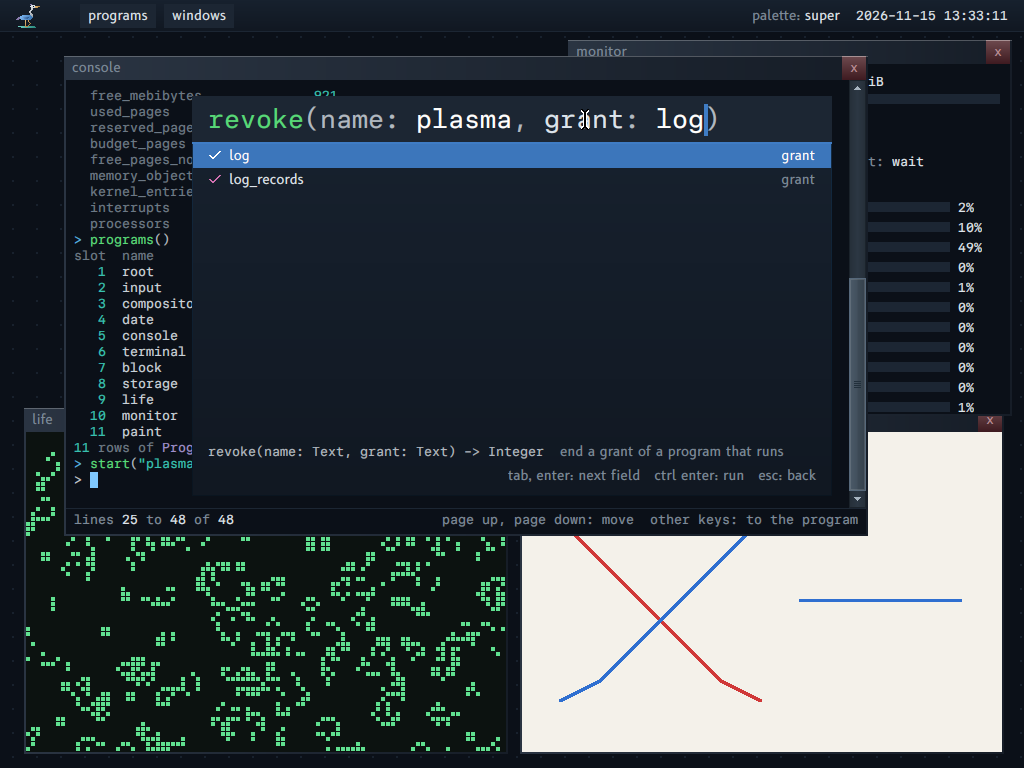 programs windows palette: super 2026-11-15 13:33:11
monitor x
console x
iB
free_mebibytes 921
used_pages
reserved_page
budget_pages
free_pages_no
memory_object
kernel_entrie
interrupts
processors
> programs()
slot name
1 root
2 input
3 composito
4 date
5 console
6 terminal
7 block
8 storage
9 life
10 monitor
11 paint
11 rows of Prog
> start("plasma
>
revoke(name: plasma, grant: log)
log grant
log_records grant
revoke(name: Text, grant: Text) -> Integer end a grant of a program that runs
tab, enter: next field ctrl enter: run esc: back
lines 25 to 48 of 48 page up, page down: move other keys: to the program
t: wait
2%
10%
49%
0%
1%
0%
0%
0%
0%
0%
1%
life x